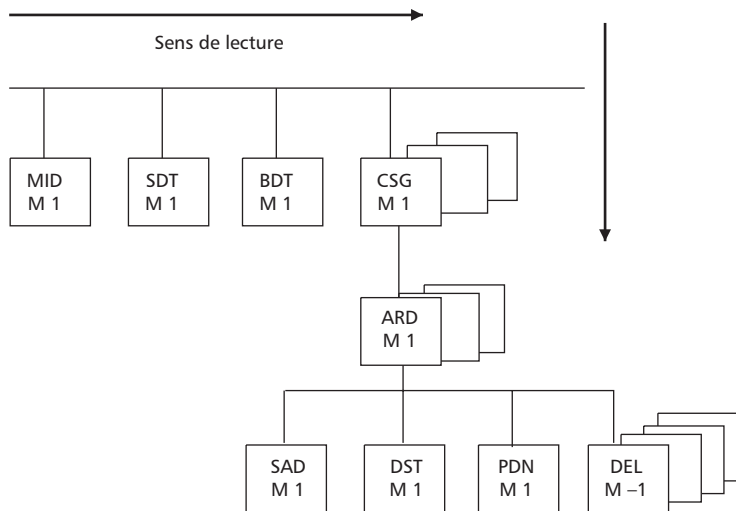 Sens de lecture
MID
M 1
SDT
M 1
BDT
M 1
CSG
M 1
ARD
M 1
SAD
M 1
DST
M 1
PDN
M 1
DEL
M –1